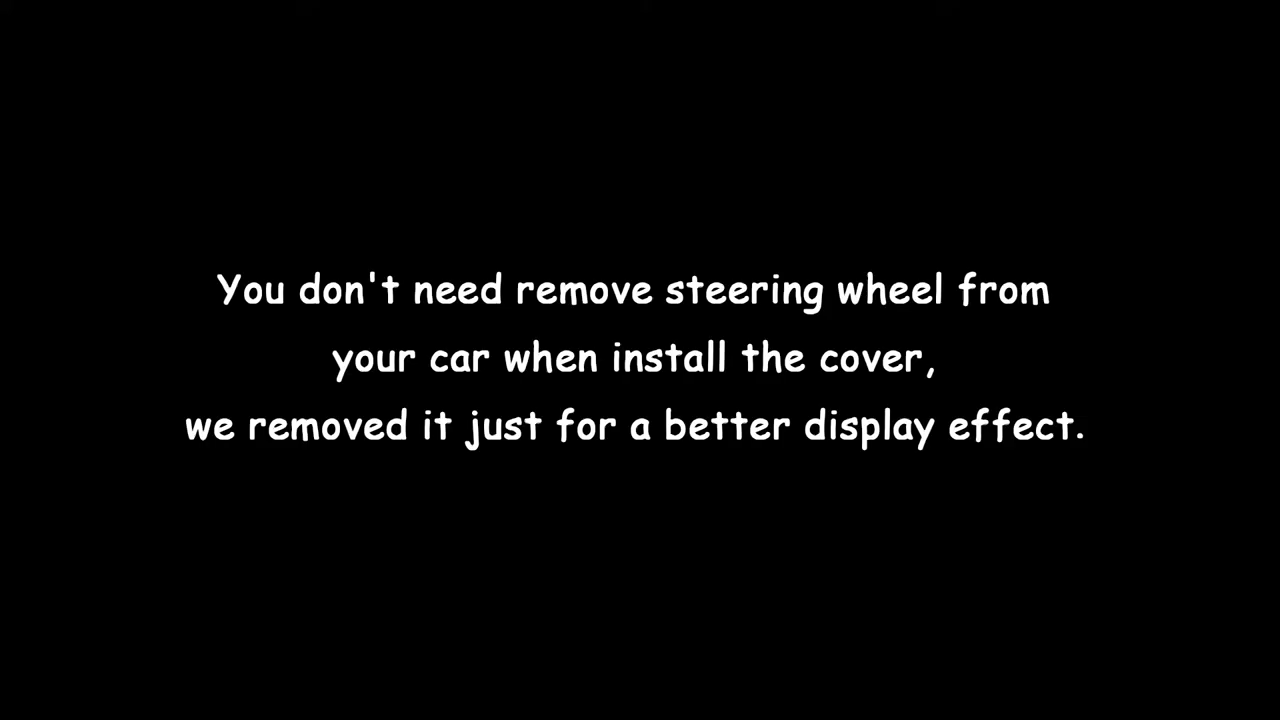 You don't need remove steering wheel from
your car when install the cover,
we removed it just for a better display effect.